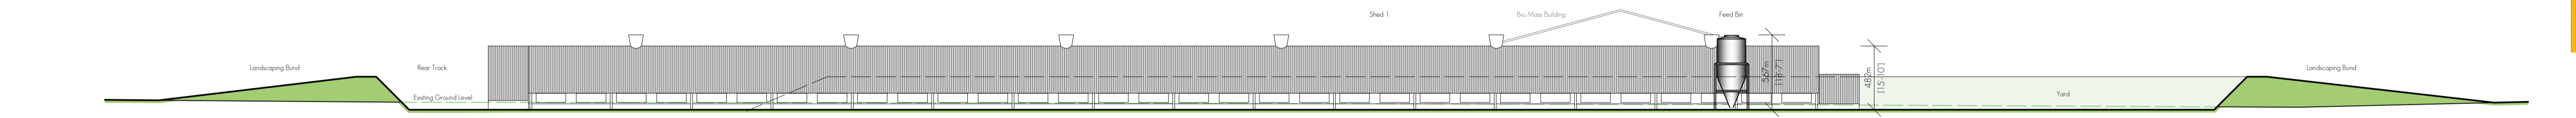 Shed 1
Bio Mass Building
Feed Bin
Landscaping Bund
Rear Track
Landscaping Bund
5.67m
[18'-7"]
4.82m
[15'-10"]
Existing Ground Level
Yard